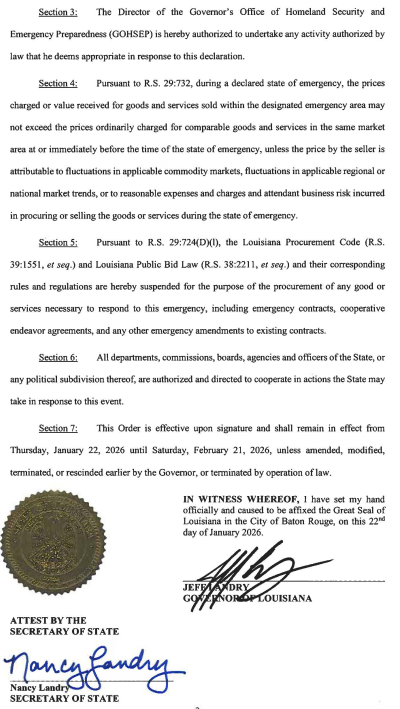 Section 3: The Director of the Governor's Office of Homeland Security and
Emergency Preparedness (GOHSEP) is hereby authorized to undertake any activity authorized by
law that he deems appropriate in response to this declaration.
Section 4: Pursuant to R.S. 29:732, during a declared state of emergency, the prices
charged or value received for goods and services sold within the designated emergency area may
not exceed the prices ordinarily charged for comparable goods and services in the same market
area at or immediately before the time of the state of emergency, unless the price by the seller is
attributable to fluctuations in applicable commodity markets, fluctuations in applicable regional or
national market trends, or to reasonable expenses and charges and attendant business risk incurred
in procuring or selling the goods or services during the state of emergency.
Section 5: Pursuant to R.S. 29:724(D)(l), the Louisiana Procurement Code (R.S.
39:1551, et seq.) and Louisiana Public Bid Law (R.S. 38:2211, et seq.) and their corresponding
rules and regulations are hereby suspended for the purpose of the procurement of any good or
services necessary to respond to this emergency, including emergency contracts, cooperative
endeavor agreements, and any other emergency amendments to existing contracts.
Section 6: All departments, commissions, boards, agencies and officers of the State, or
any political subdivision thereof, are authorized and directed to cooperate in actions the State may
take in response to this event.
Section 7: This Order is effective upon signature and shall remain in effect from
Thursday, January 22, 2026 until Saturday, February 21, 2026, unless amended, modified,
terminated, or rescinded earlier by the Governor, or terminated by operation of law.
IN WITNESS WHEREOF, I have set my hand
officially and caused to be affixed the Great Seal of
Louisiana in the City of Baton Rouge, on this 22nd
day of January 2026.
JEFF LANDRY
GOVERNOR OF LOUISIANA
ATTEST BY THE
SECRETARY OF STATE
Nancy Landry
Nancy Landry
SECRETARY OF STATE